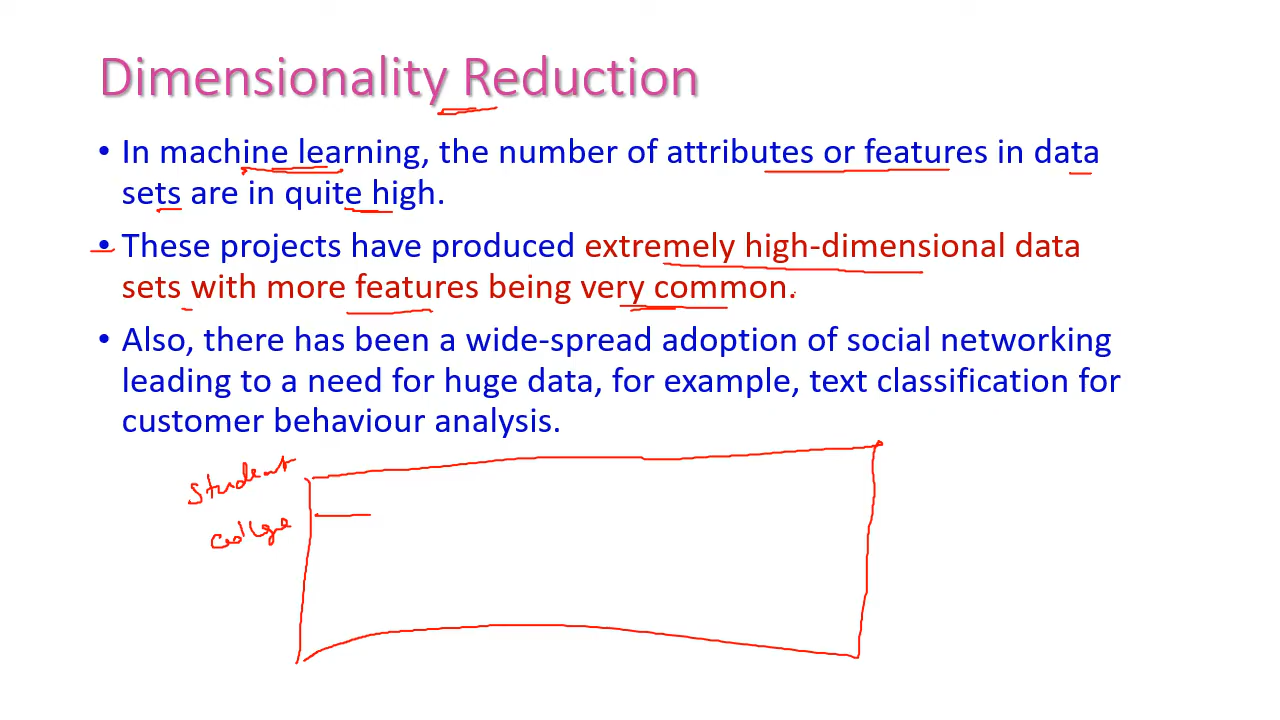 Dimensionality Reduction
• In machine learning, the number of attributes or features in data
sets are in quite high.
• These projects have produced extremely high-dimensional data
sets with more features being very common.
• Also, there has been a wide-spread adoption of social networking
leading to a need for huge data, for example, text classification for
customer behaviour analysis.
Student
College